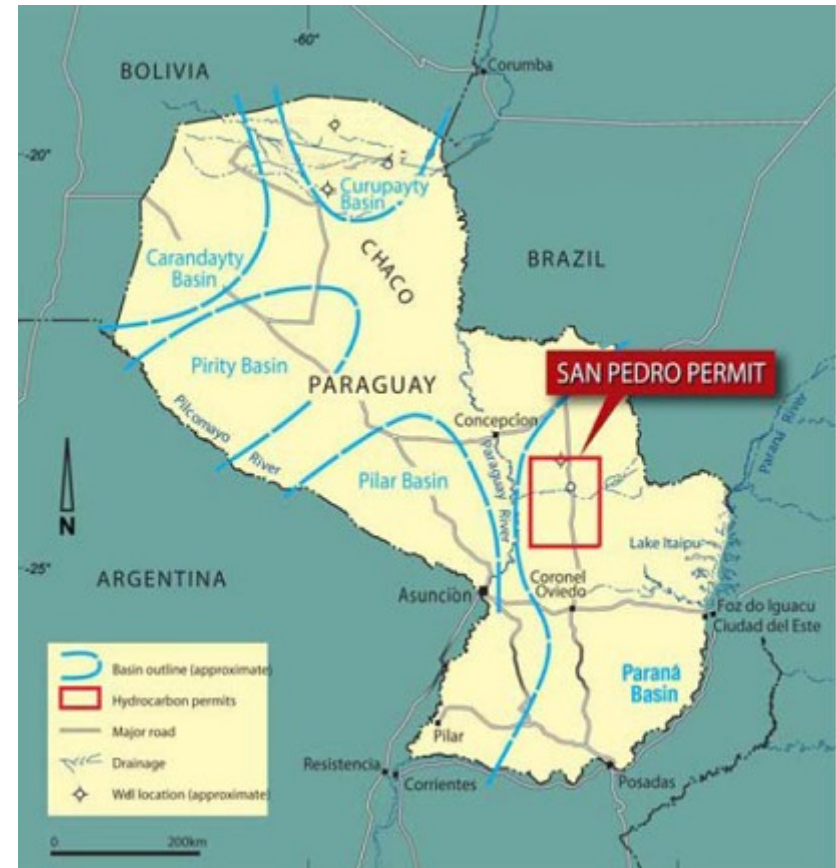 -60°
BOLIVIA
Corumba
-20°
Curupayty
Basin
CHACO
Carandayty
Basin
BRAZIL
SAN PEDRO PERMIT
Pirity Basin
PARAGUAY
Concepcion
Paraná River
Pilcomayo
River
Paraguay River
Pilar Basin
N
Lake Itaipu
-25°
ARGENTINA
Asunciòn
Coronel
Oviedo
Foz do Iguacu
Ciudad del Este
Paraná
Basin
Basin outline (approximate)
Hydrocarbon permits
Major road
Drainage
Well location (approximate)
Pilar
Resistencia
Corrientes
Posadas
0 200km